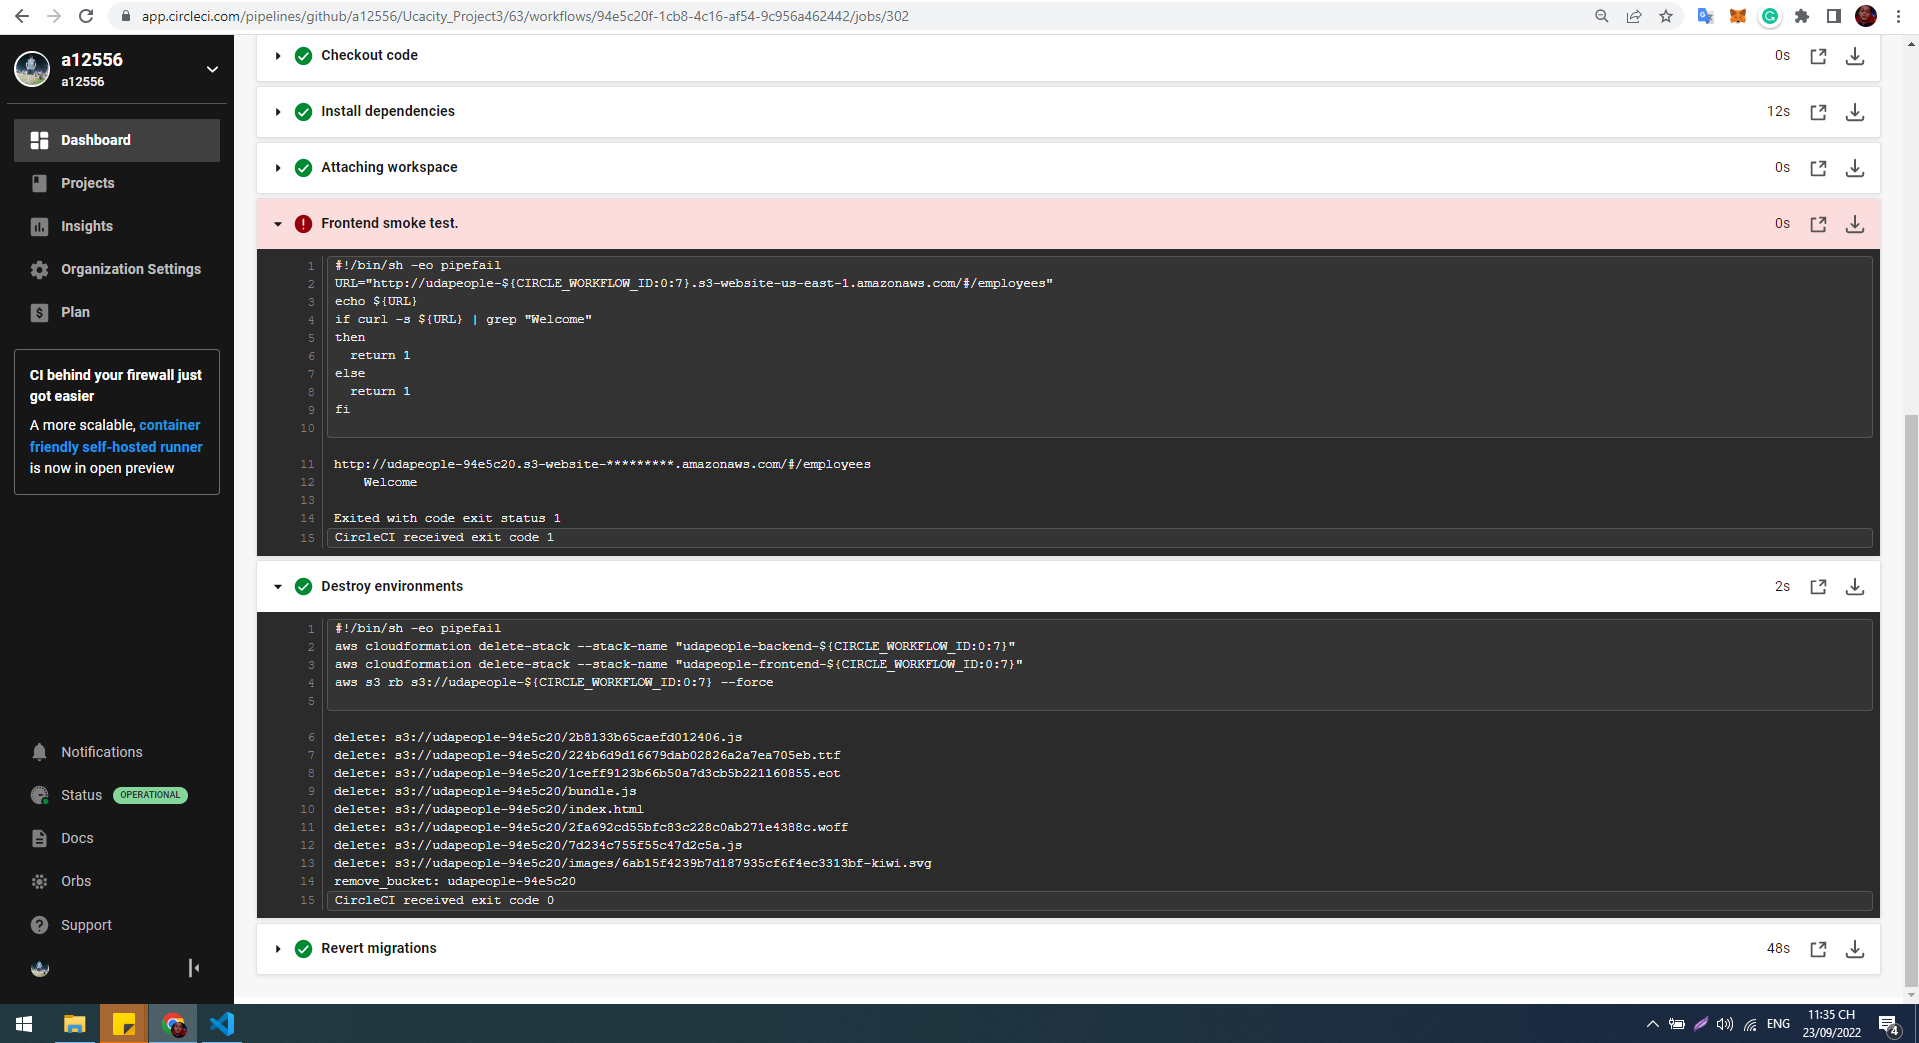 app.circleci.com/pipelines/github/a12556/Ucacity_Project3/63/workflows/94e5c20f-1cb8-4c16-af54-9c956a462442/jobs/302
a12556
a12556
Dashboard
Projects
Insights
Organization Settings
Plan
CI behind your firewall just
got easier
A more scalable, container
friendly self-hosted runner
is now in open preview
Notifications
Status OPERATIONAL
Docs
Orbs
Support
Checkout code 0s
Install dependencies 12s
Attaching workspace 0s
Frontend smoke test. 0s
1 #!/bin/sh -eo pipefail
2 URL="http://udapeople-${CIRCLE_WORKFLOW_ID:0:7}.s3-website-us-east-1.amazonaws.com/#/employees"
3 echo ${URL}
4 if curl -s ${URL} | grep "Welcome"
5 then
6 return 1
7 else
8 return 1
9 fi
10
11 http://udapeople-94e5c20.s3-website-*********.amazonaws.com/#/employees
12 Welcome
13
14 Exited with code exit status 1
15 CircleCI received exit code 1
Destroy environments 2s
1 #!/bin/sh -eo pipefail
2 aws cloudformation delete-stack --stack-name "udapeople-backend-${CIRCLE_WORKFLOW_ID:0:7}"
3 aws cloudformation delete-stack --stack-name "udapeople-frontend-${CIRCLE_WORKFLOW_ID:0:7}"
4 aws s3 rb s3://udapeople-${CIRCLE_WORKFLOW_ID:0:7} --force
5
6 delete: s3://udapeople-94e5c20/2b8133b65caefd012406.js
7 delete: s3://udapeople-94e5c20/224b6d9d16679dab02826a2a7ea705eb.ttf
8 delete: s3://udapeople-94e5c20/1ceff9123b66b50a7d3cb5b221160855.eot
9 delete: s3://udapeople-94e5c20/bundle.js
10 delete: s3://udapeople-94e5c20/index.html
11 delete: s3://udapeople-94e5c20/2fa692cd55bfc83c228c0ab271e4388c.woff
12 delete: s3://udapeople-94e5c20/7d234c755f55c47d2c5a.js
13 delete: s3://udapeople-94e5c20/images/6ab15f4239b7d187935cf6f4ec3313bf-kiwi.svg
14 remove_bucket: udapeople-94e5c20
15 CircleCI received exit code 0
Revert migrations 48s
ENG
11:35 CH
23/09/2022
4